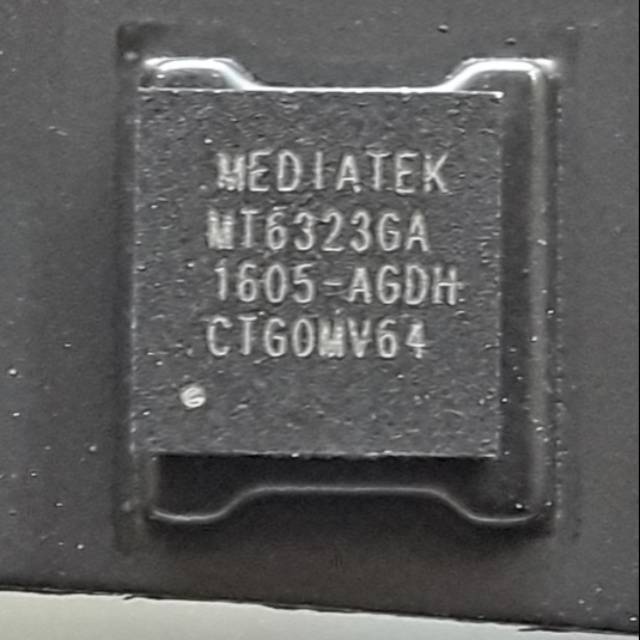 MEDIATEK
MT6323GA
1605-AGDH
CTG0MV64